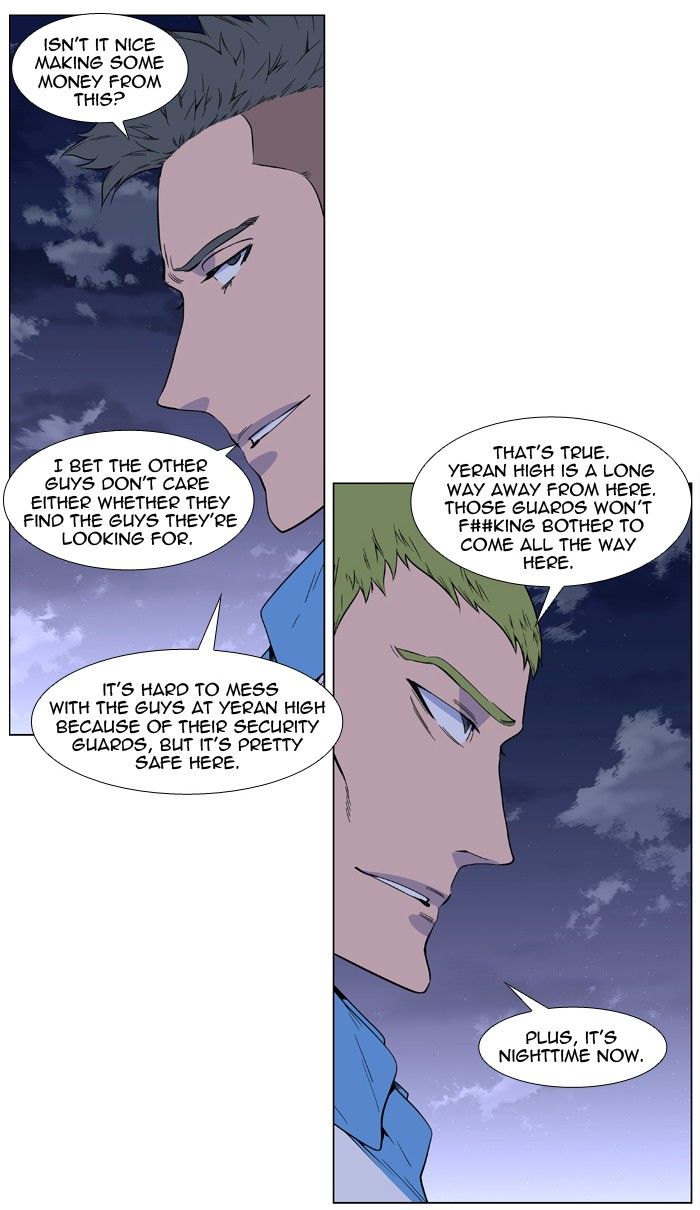 ISN'T IT NICE
MAKING SOME
MONEY FROM
THIS?
I BET THE OTHER
GUYS DON'T CARE
EITHER WHETHER THEY
FIND THE GUYS THEY'RE
LOOKING FOR.
IT'S HARD TO MESS
WITH THE GUYS AT YERAN HIGH
BECAUSE OF THEIR SECURITY
GUARDS, BUT IT'S PRETTY
SAFE HERE.
THAT'S TRUE.
YERAN HIGH IS A LONG
WAY AWAY FROM HERE.
THOSE GUARDS WON'T
F##KING BOTHER TO
COME ALL THE WAY
HERE.
PLUS, IT'S
NIGHTTIME NOW.